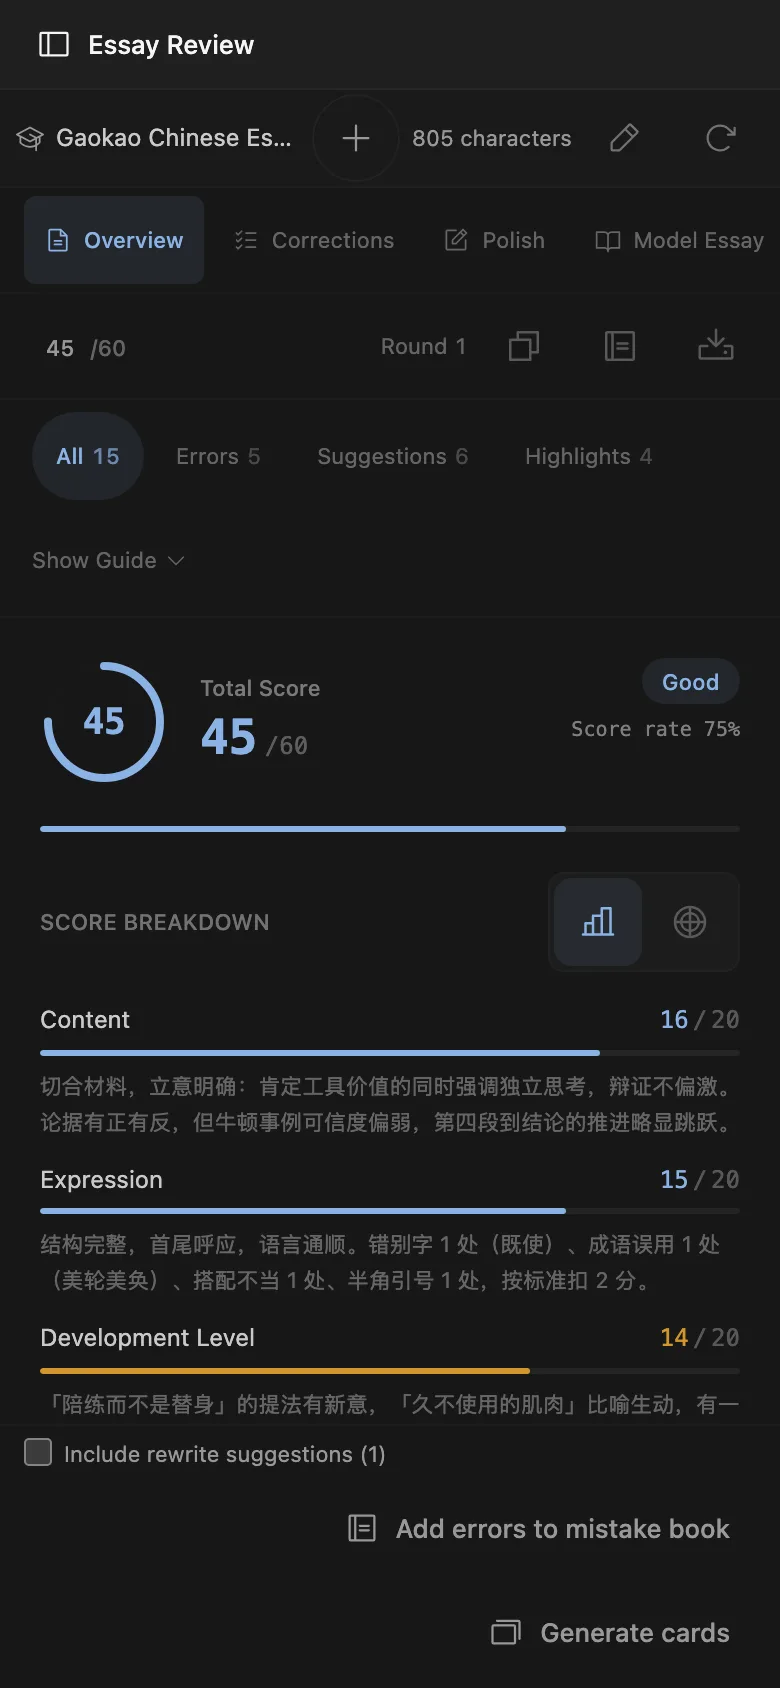 Essay Review
Gaokao Chinese Es...
805 characters
Overview
Corrections
Polish
Model Essay
45 /60
Round 1
All 15
Errors 5
Suggestions 6
Highlights 4
Show Guide
45
Total Score
45 /60
Good
Score rate 75%
SCORE BREAKDOWN
Content
16 / 20
切合材料，立意明确：肯定工具价值的同时强调独立思考，辩证不偏激。
论据有正有反，但牛顿事例可信度偏弱，第四段到结论的推进略显跳跃。
Expression
15 / 20
结构完整，首尾呼应，语言通顺。错别字 1 处（既使）、成语误用 1 处
（美轮美奂）、搭配不当 1 处、半角引号 1 处，按标准扣 2 分。
Development Level
14 / 20
「陪练而不是替身」的提法有新意，「久不使用的肌肉」比喻生动，有一
Include rewrite suggestions (1)
Add errors to mistake book
Generate cards